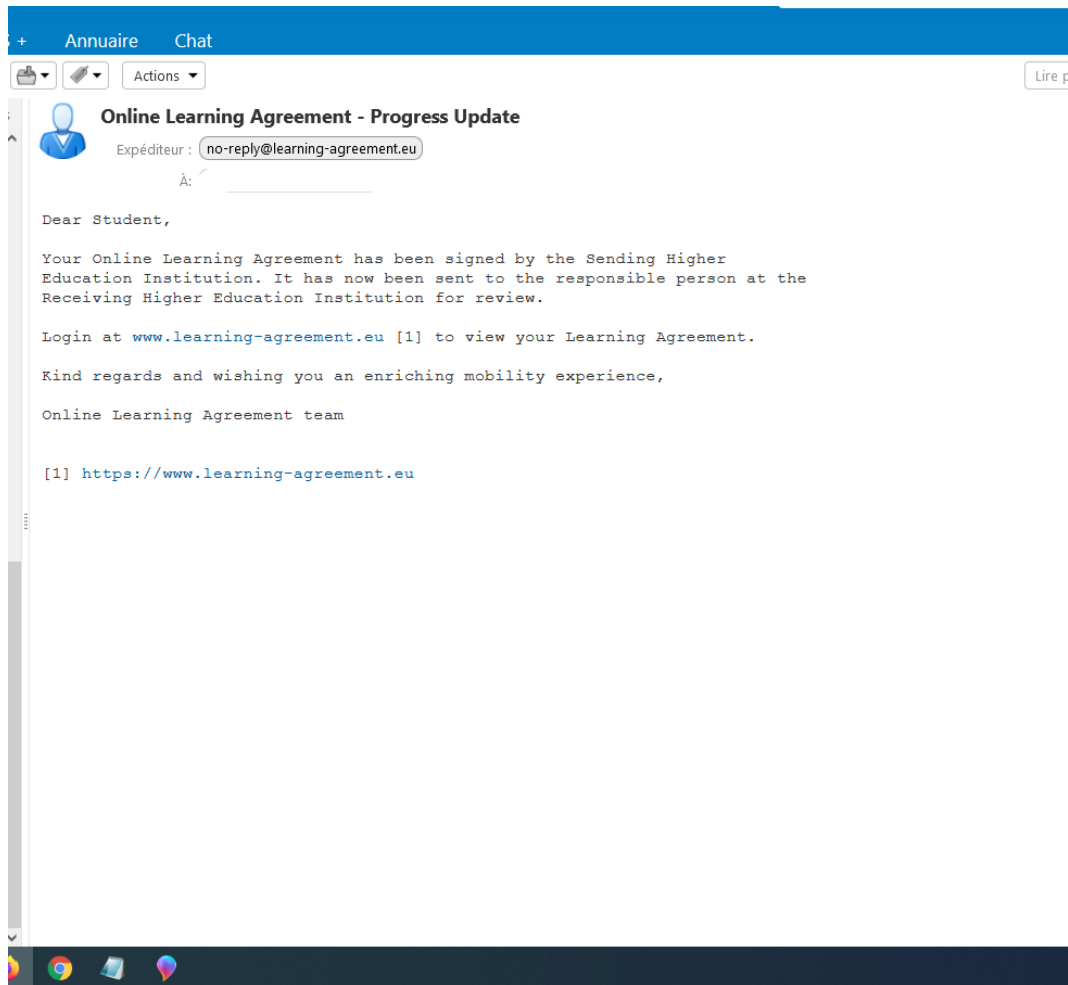 + Annuaire Chat
Actions
Lire
Online Learning Agreement - Progress Update
Expéditeur : no-reply@learning-agreement.eu
À:
Dear Student,
Your Online Learning Agreement has been signed by the Sending Higher
Education Institution. It has now been sent to the responsible person at the
Receiving Higher Education Institution for review.
Login at www.learning-agreement.eu [1] to view your Learning Agreement.
Kind regards and wishing you an enriching mobility experience,
Online Learning Agreement team
[1] https://www.learning-agreement.eu